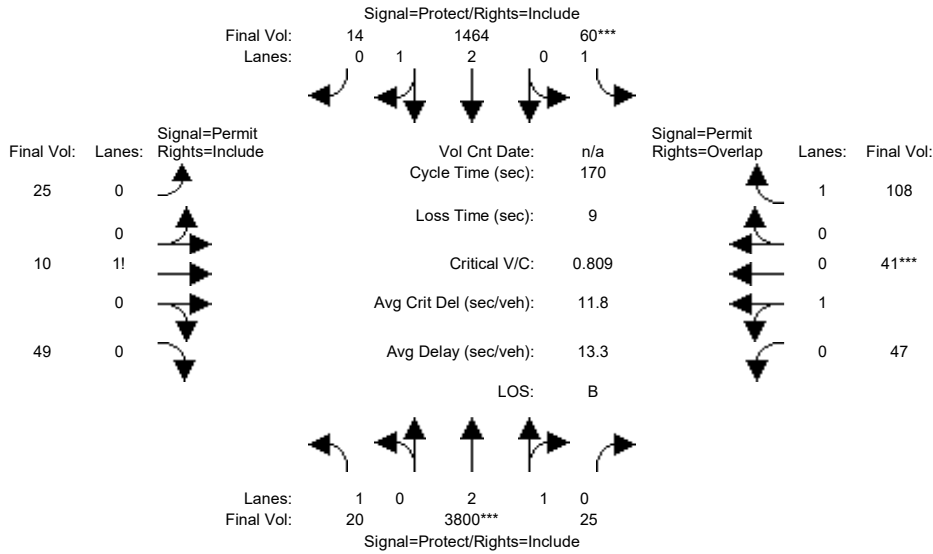 Signal=Protect/Rights=Include
Final Vol: 14 1464 60***
Lanes: 0 1 2 0 1
Signal=Permit
Final Vol: Lanes: Rights=Include
Vol Cnt Date: n/a
Signal=Permit
Rights=Overlap Lanes: Final Vol:
Cycle Time (sec): 170
25 0
1 108
Loss Time (sec): 9
0
0
10 1!
Critical V/C: 0.809
0 41***
0
Avg Crit Del (sec/veh): 11.8
1
49 0
Avg Delay (sec/veh): 13.3
0 47
LOS: B
Lanes: 1 0 2 1 0
Final Vol: 20 3800*** 25
Signal=Protect/Rights=Include